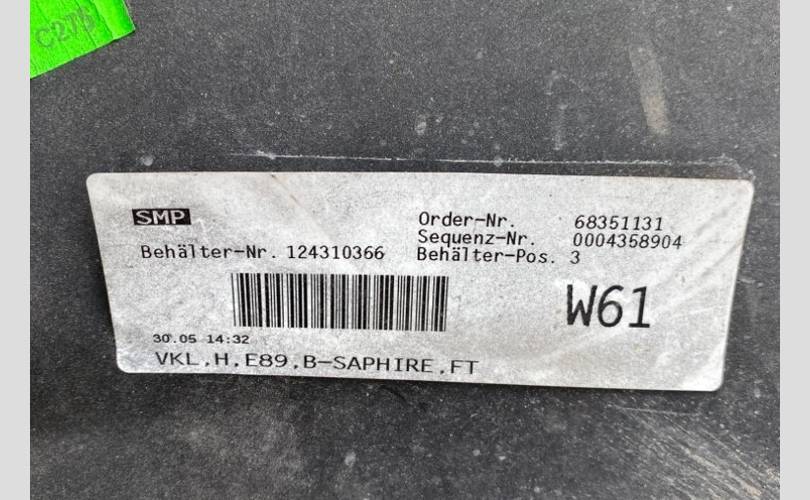 C275
SMP
Order-Nr. 68351131
Sequenz-Nr. 0004358904
Behälter-Nr. 124310366 Behälter-Pos. 3
W61
30.05 14:32
VKL,H,E89,B-SAPHIRE,FT